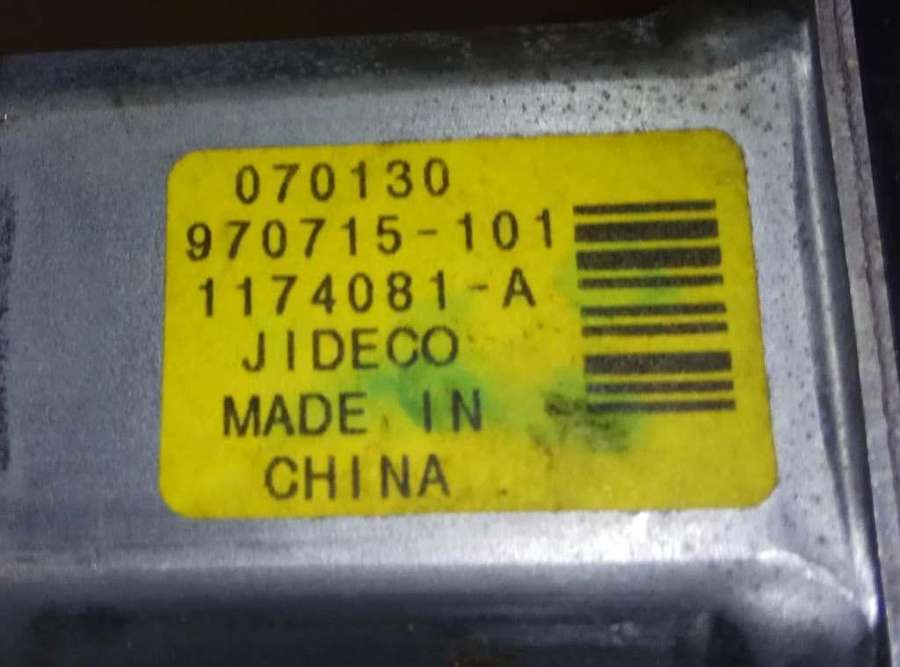 070130
970715-101
1174081-A
JIDECO
MADE IN
CHINA